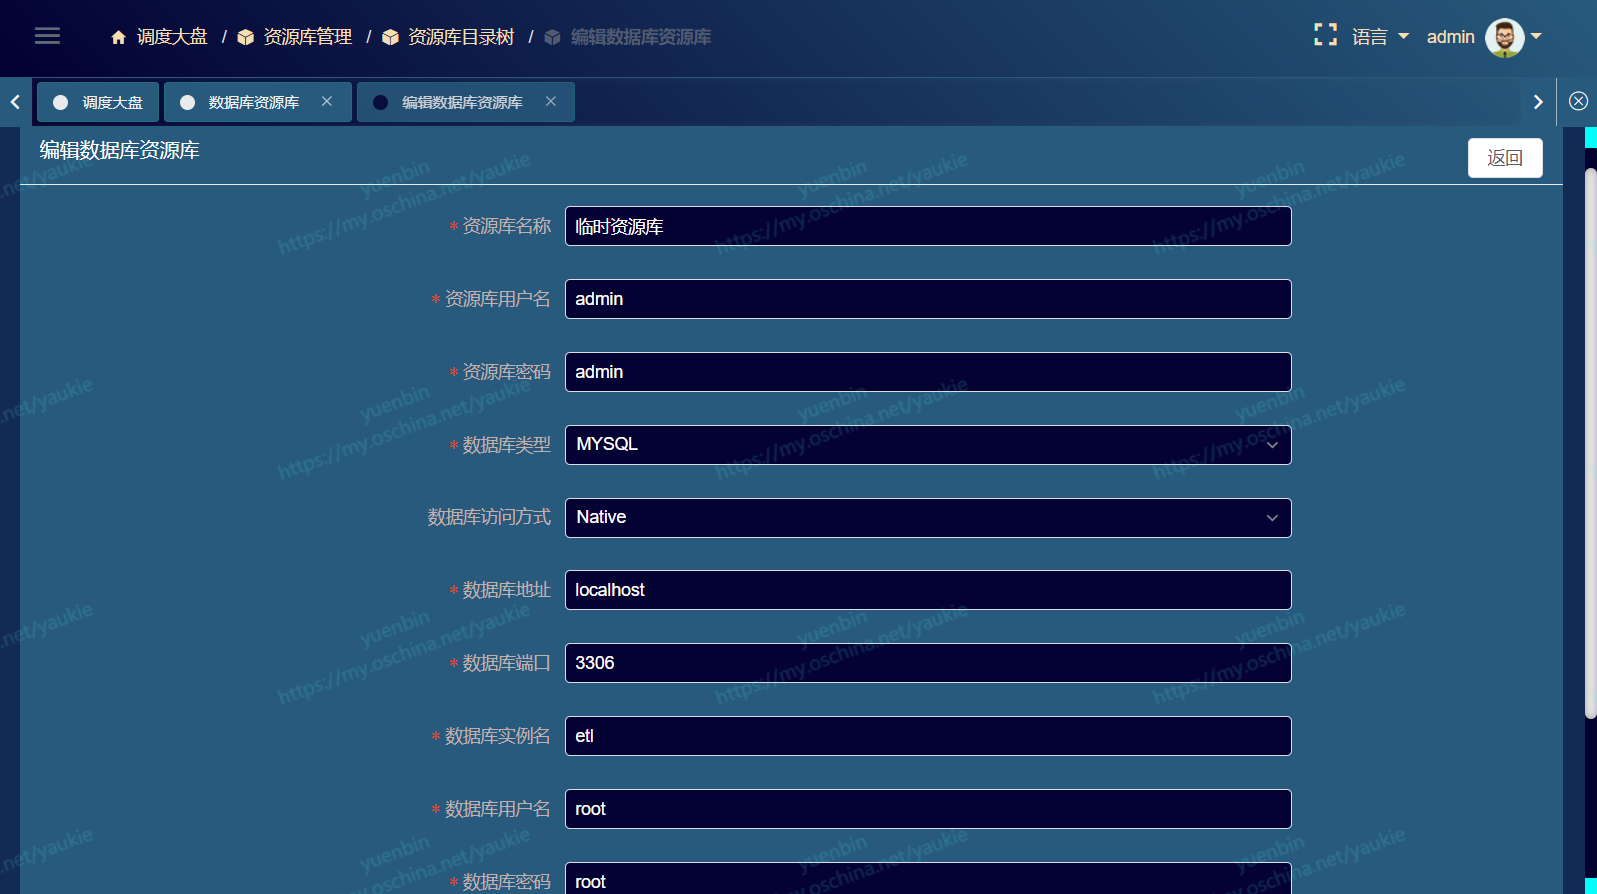 调度大盘 / 资源库管理 / 资源库目录树 / 编辑数据库资源库
语言 admin
调度大盘 数据库资源库 编辑数据库资源库
编辑数据库资源库
返回
* 资源库名称 临时资源库
* 资源库用户名 admin
* 资源库密码 admin
* 数据库类型 MYSQL
数据库访问方式 Native
* 数据库地址 localhost
* 数据库端口 3306
* 数据库实例名 etl
* 数据库用户名 root
* 数据库密码 root
yuenbin
https://my.oschina.net/yaukie